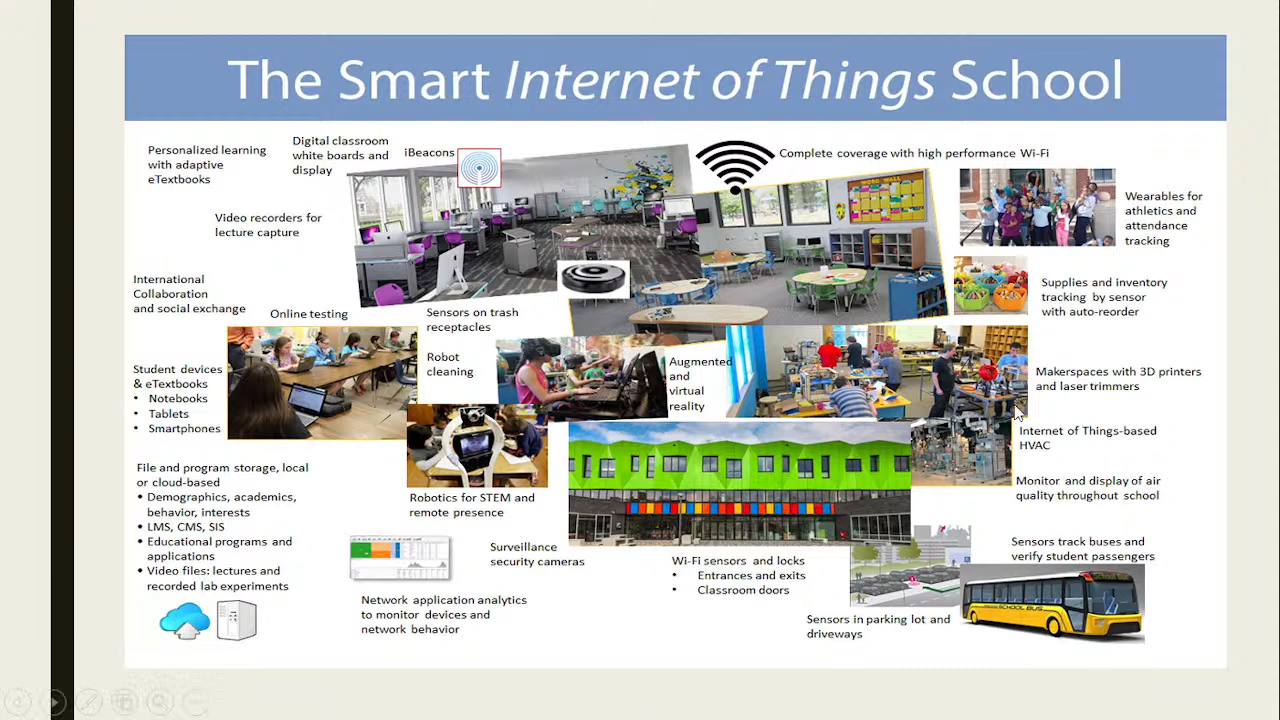 The Smart Internet of Things School
Personalized learning
with adaptive
eTextbooks
Digital classroom
white boards and
display
iBeacons
Complete coverage with high performance Wi-Fi
Video recorders for
lecture capture
WORD WALL
Wearables for
athletics and
attendance
tracking
International
Collaboration
and social exchange
Online testing
Sensors on trash
receptacles
Supplies and inventory
tracking by sensor
with auto-reorder
Robot
cleaning
Augmented
and
virtual
reality
Makerspaces with 3D printers
and laser trimmers
Student devices
& eTextbooks
• Notebooks
• Tablets
• Smartphones
Internet of Things-based
HVAC
File and program storage, local
or cloud-based
• Demographics, academics,
behavior, interests
• LMS, CMS, SIS
• Educational programs and
applications
• Video files: lectures and
recorded lab experiments
Robotics for STEM and
remote presence
Monitor and display of air
quality throughout school
Surveillance
security cameras
Wi-Fi sensors and locks
• Entrances and exits
• Classroom doors
Sensors track buses and
verify student passengers
Network application analytics
to monitor devices and
network behavior
Sensors in parking lot and
driveways
SCHOOL BUS